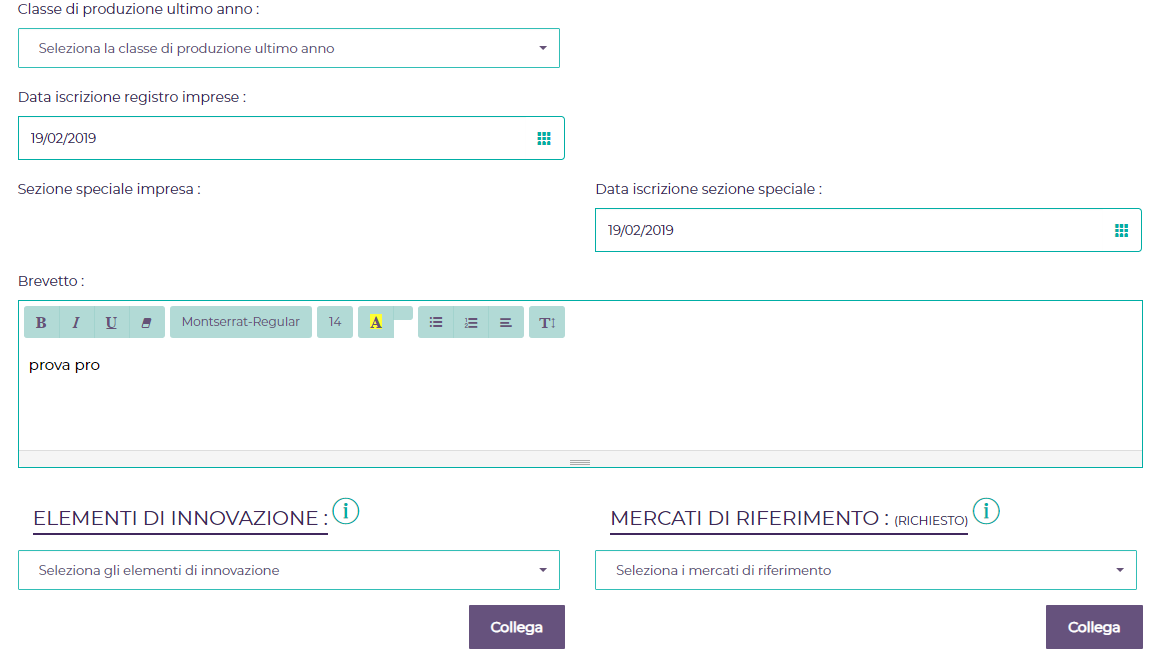 Classe di produzione ultimo anno :
Seleziona la classe di produzione ultimo anno
Data iscrizione registro imprese :
19/02/2019
Sezione speciale impresa :
Data iscrizione sezione speciale :
19/02/2019
Brevetto :
B I U Montserrat-Regular 14 A T
prova pro
ELEMENTI DI INNOVAZIONE : i
MERCATI DI RIFERIMENTO : (RICHIESTO) i
Seleziona gli elementi di innovazione
Seleziona i mercati di riferimento
Collega
Collega